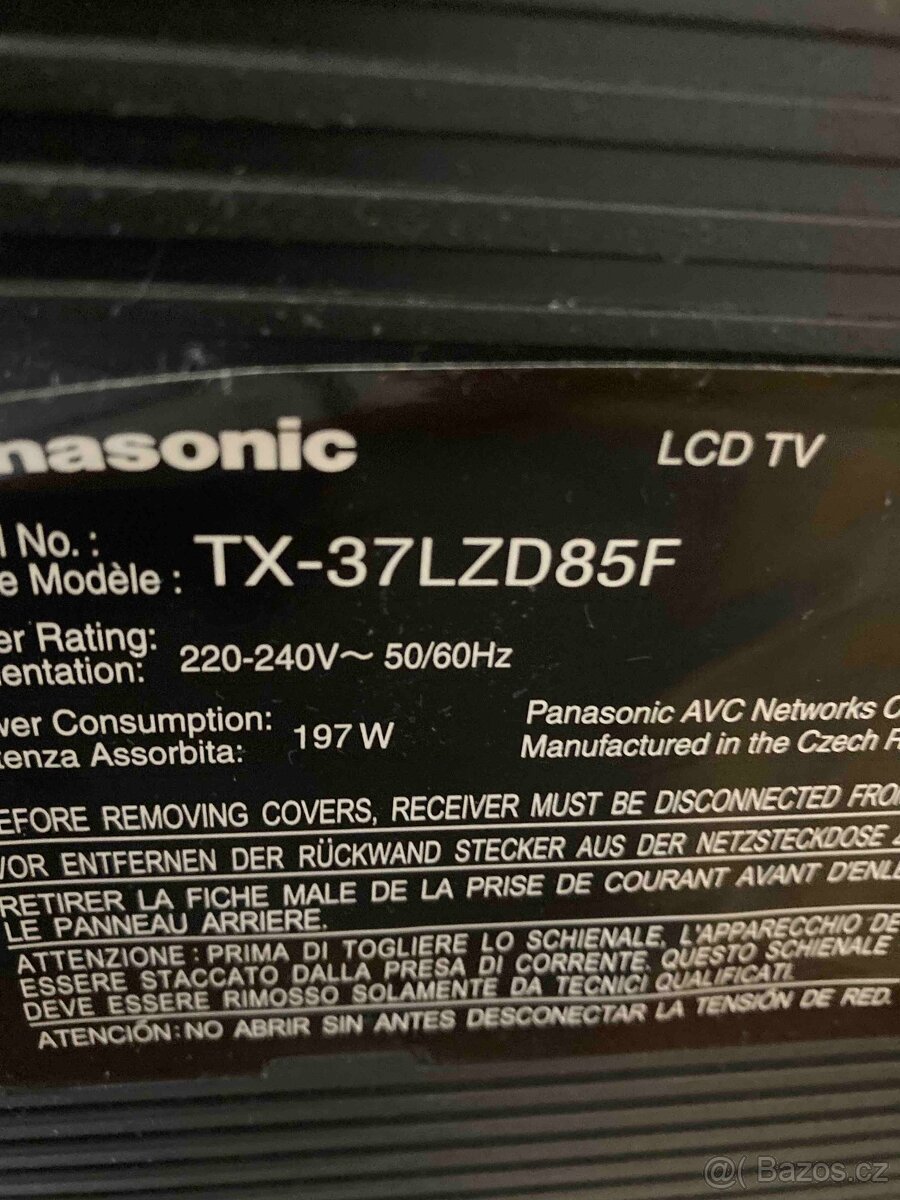 nasonic
LCD TV
l No. :
e Modèle : TX-37LZD85F
er Rating:
entation: 220-240V~ 50/60Hz
wer Consumption:
tenza Assorbita: 197 W
Panasonic AVC Networks C
Manufactured in the Czech R
EFORE REMOVING COVERS, RECEIVER MUST BE DISCONNECTED FRO
VOR ENTFERNEN DER RÜCKWAND STECKER AUS DER NETZSTECKDOSE Z
RETIRER LA FICHE MALE DE LA PRISE DE COURANT AVANT D'ENL
LE PANNEAU ARRIERE.
ATTENZIONE : PRIMA DI TOGLIERE LO SCHIENALE, L'APPARECCHIO DE
ESSERE STACCATO DALLA PRESA DI CORRENTE. QUESTO SCHIENALE
DEVE ESSERE RIMOSSO SOLAMENTE DA TECNICI QUALIFICATI.
ATENCIÓN: NO ABRIR SIN ANTES DESCONECTAR LA TENSIÓN DE RED.
@( Bazos.cz